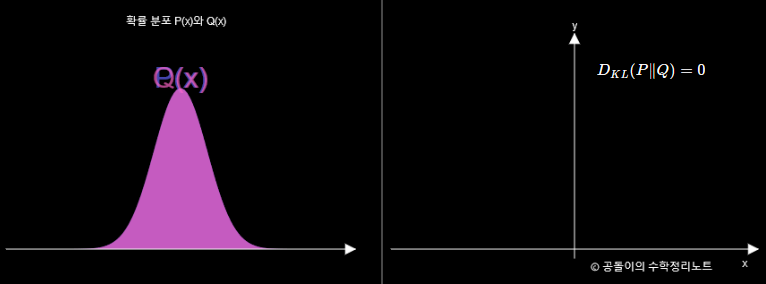 확률 분포 P(x)와 Q(x)
(x)
y
D_{KL}(P∥Q) = 0
x
© 공돌이의 수학정리노트